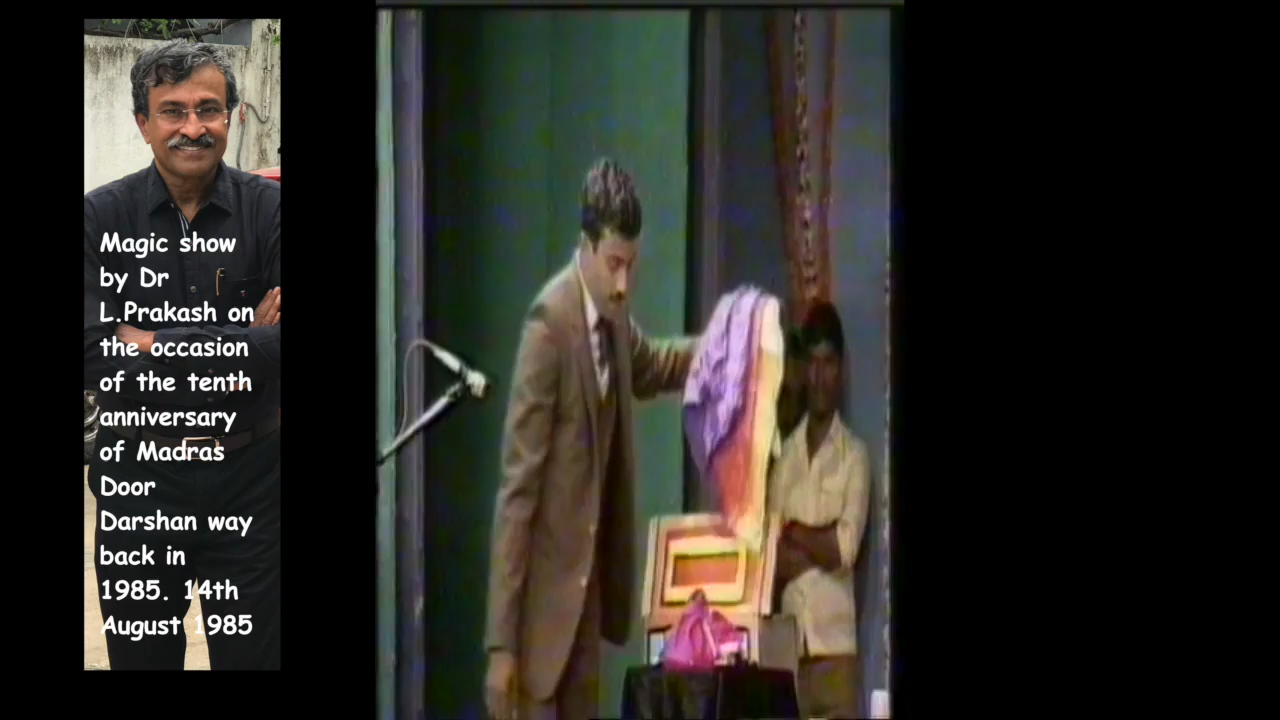 Magic show
by Dr
L.Prakash on
the occasion
of the tenth
anniversary
of Madras
Door
Darshan way
back in
1985. 14th
August 1985